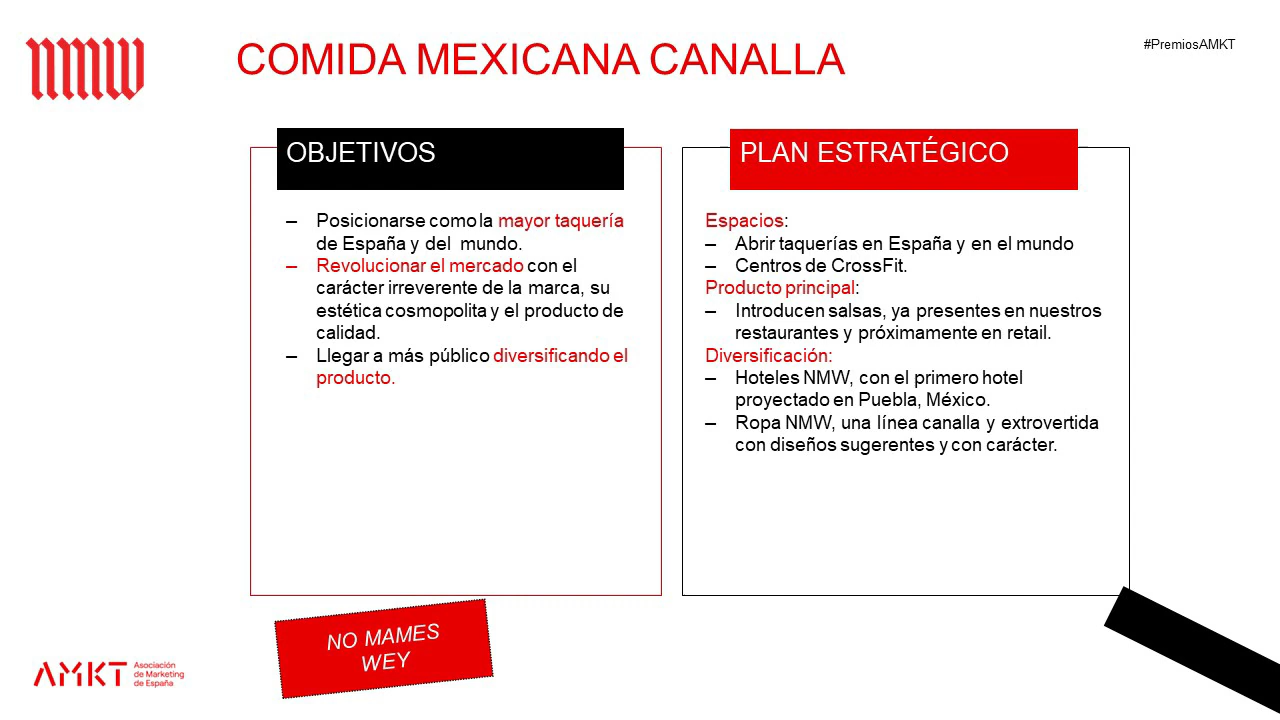 nmw
COMIDA MEXICANA CANALLA
#PremiosAMKT
OBJETIVOS
– Posicionarse como la mayor taquería
de España y del mundo.
– Revolucionar el mercado con el
carácter irreverente de la marca, su
estética cosmopolita y el producto de
calidad.
– Llegar a más público diversificando el
producto.
PLAN ESTRATÉGICO
Espacios:
– Abrir taquerías en España y en el mundo
– Centros de CrossFit.
Producto principal:
– Introducen salsas, ya presentes en nuestros
restaurantes y próximamente en retail.
Diversificación:
– Hoteles NMW, con el primero hotel
proyectado en Puebla, México.
– Ropa NMW, una línea canalla y extrovertida
con diseños sugerentes y con carácter.
NO MAMES
WEY
AMKT
Asociación
de Marketing
de España